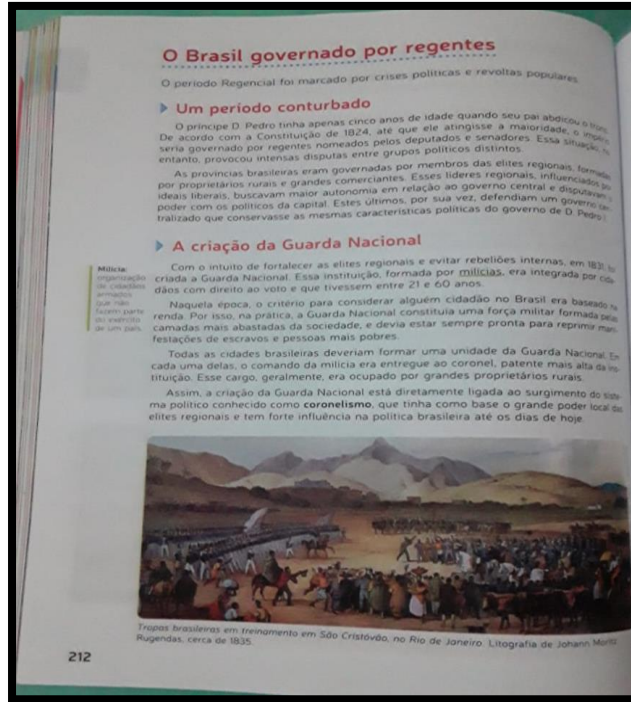 O Brasil governado por regentes
O período Regencial foi marcado por crises políticas e revoltas populares.
Um período conturbado
O príncipe D. Pedro tinha apenas cinco anos de idade quando seu pai abdicou o trono.
De acordo com a Constituição de 1824, até que ele atingisse a maioridade, o império
seria governado por regentes nomeados pelos deputados e senadores. Essa situação, no
entanto, provocou intensas disputas entre grupos políticos distintos.
As províncias brasileiras eram governadas por membros das elites regionais, formadas
por proprietários rurais e grandes comerciantes. Esses líderes regionais, influenciados por
ideais liberais, buscavam maior autonomia em relação ao governo central e disputavam o
poder com os políticos da capital. Estes últimos, por sua vez, defendiam um governo cen-
tralizado que conservasse as mesmas características políticas do governo de D. Pedro
A criação da Guarda Nacional
Com o intuito de fortalecer as elites regionais e evitar rebeliões internas, em 1831, foi
criada a Guarda Nacional. Essa instituição, formada por milícias, era integrada por cida-
dãos com direito ao voto e que tivessem entre 21 e 60 anos.
Milícia:
organização
de cidadãos
armados
que não
fazem parte
do exército
de um país.
Naquela época, o critério para considerar alguém cidadão no Brasil era baseado na
renda. Por isso, na prática, a Guarda Nacional constituía uma força militar formada pelas
camadas mais abastadas da sociedade, e devia estar sempre pronta para reprimir mani-
festações de escravos e pessoas mais pobres.
Todas as cidades brasileiras deveriam formar uma unidade da Guarda Nacional. Em
cada uma delas, o comando da milícia era entregue ao coronel, patente mais alta da ins-
tituição. Esse cargo, geralmente, era ocupado por grandes proprietários rurais.
Assim, a criação da Guarda Nacional está diretamente ligada ao surgimento do siste-
ma político conhecido como coronelismo, que tinha como base o grande poder local das
elites regionais e tem forte influência na política brasileira até os dias de hoje.
Tropas brasileiras em treinamento em São Cristóvão, no Rio de Janeiro. Litografia de Johann Moritz
Rugendas, cerca de 1835.
212